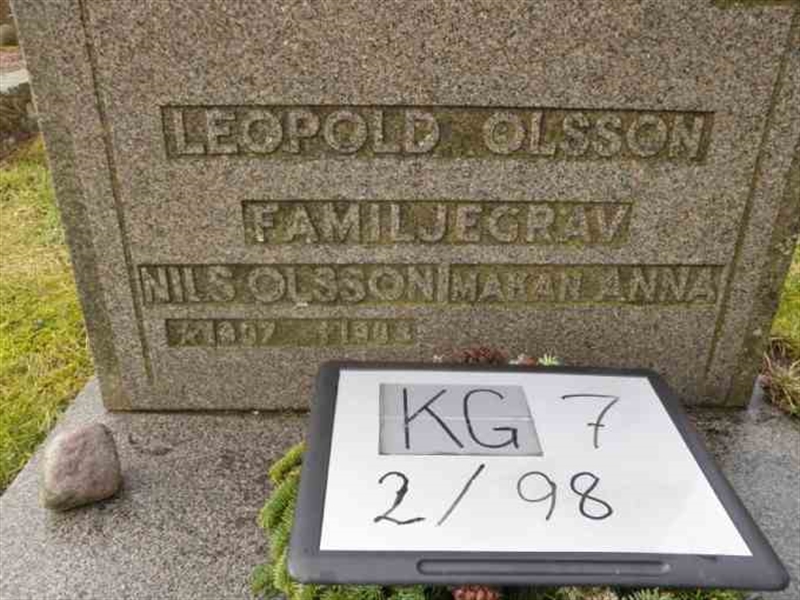 LEOPOLD OLSSON
FAMILJEGRAV
NILS OLSSON MAKAN ANNA
KG 7
2/98